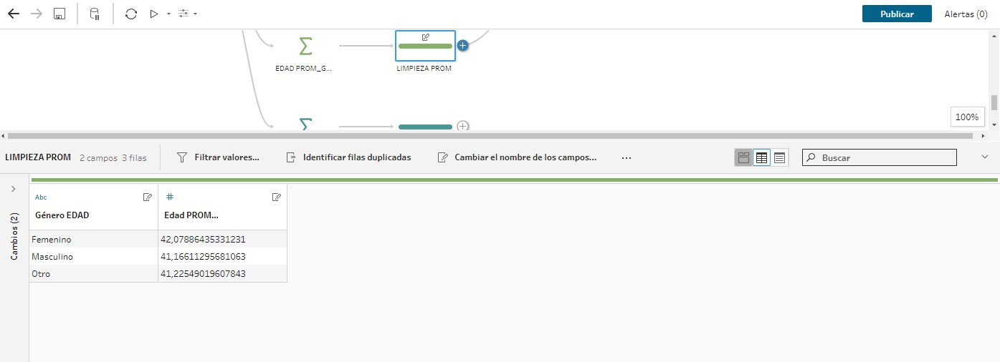 Publicar
Alertas (0)
EDAD PROM_G...
LIMPIEZA PROM
100%
LIMPIEZA PROM 2 campos 3 filas
Filtrar valores...
Identificar filas duplicadas
Cambiar el nombre de los campos...
...
Buscar
Cambios (2)
Abc #
Género EDAD Edad PROM...
Femenino 42,07886435331231
Masculino 41,16611295681063
Otro 41,22549019607843